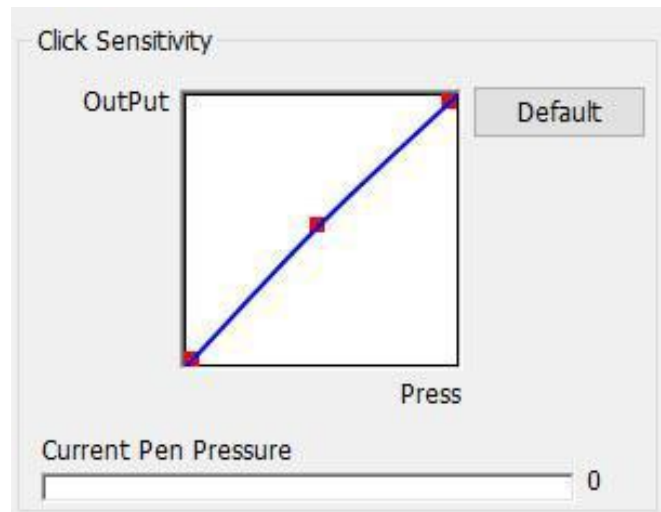 Click Sensitivity
OutPut
Default
Press
Current Pen Pressure
0